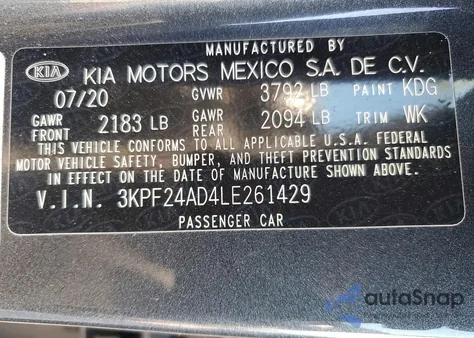 MANUFACTURED BY
KIA KIA MOTORS MEXICO S.A. DE C.V.
07/20 GVWR 3792 LB PAINT KDG
GAWR FRONT 2183 LB GAWR REAR 2094 LB TRIM WK
THIS VEHICLE CONFORMS TO ALL APPLICABLE U.S.A. FEDERAL
MOTOR VEHICLE SAFETY, BUMPER, AND THEFT PREVENTION STANDARDS
IN EFFECT ON THE DATE OF MANUFACTURE SHOWN ABOVE.
V.I.N. 3KPF24AD4LE261429
PASSENGER CAR
autoSnap